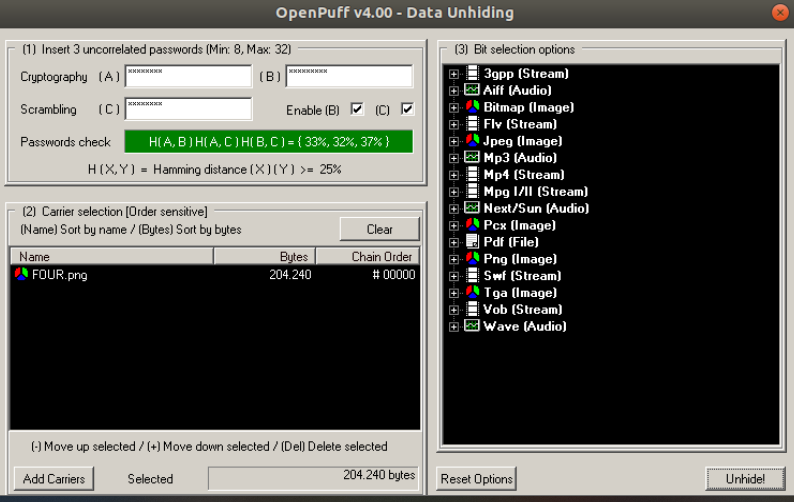 OpenPuff v4.00 - Data Unhiding
(1) Insert 3 uncorrelated passwords (Min: 8, Max: 32)
Cryptography (A) ******** (B) *********
Scrambling (C) ******** Enable (B) (C)
Passwords check H(A,B) H(A,C) H(B,C) = { 33%, 32%, 37% }
H(X,Y) = Hamming distance (X)(Y) >= 25%
(2) Carrier selection [Order sensitive]
(Name) Sort by name / (Bytes) Sort by bytes Clear
Name Bytes Chain Order
FOUR.png 204.240 # 00000
(-) Move up selected / (+) Move down selected / (Del) Delete selected
Add Carriers Selected 204.240 bytes
(3) Bit selection options
3gpp (Stream)
Aiff (Audio)
Bitmap (Image)
Flv (Stream)
Jpeg (Image)
Mp3 (Audio)
Mp4 (Stream)
Mpg I/II (Stream)
Next/Sun (Audio)
Pcx (Image)
Pdf (File)
Png (Image)
Swf (Stream)
Tga (Image)
Vob (Stream)
Wave (Audio)
Reset Options Unhide!